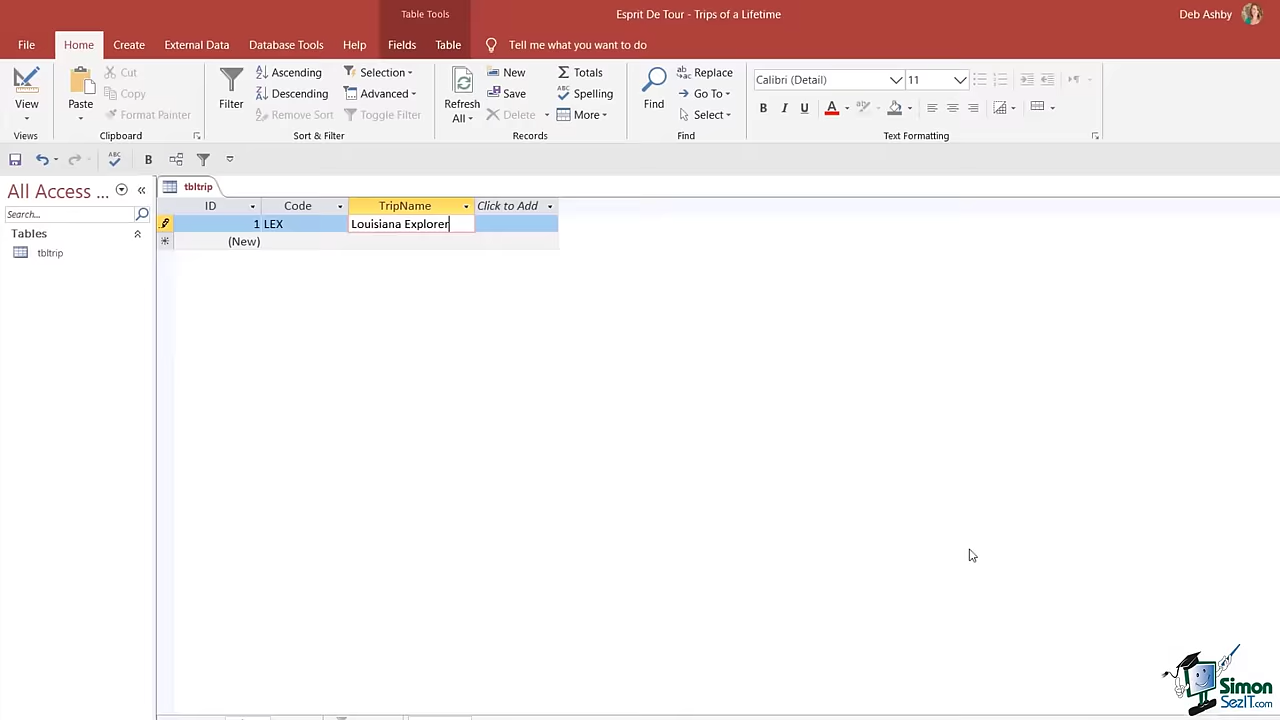 Table Tools
Esprit De Tour - Trips of a Lifetime
Deb Ashby
File Home Create External Data Database Tools Help Fields Table Tell me what you want to do
View
Views
Paste
Cut
Copy
Format Painter
Clipboard
Filter
Ascending
Descending
Remove Sort
Selection
Advanced
Toggle Filter
Sort & Filter
Refresh All
New
Save
Delete
Totals
Spelling
More
Records
Find
Replace
Go To
Select
Find
Calibri (Detail) 11
B I U A
Text Formatting
ABC B
All Access ...
Search...
Tables
tbltrip
tbltrip
ID Code TripName Click to Add
1 LEX Louisiana Explorer
(New)
Simon
SezIT.com